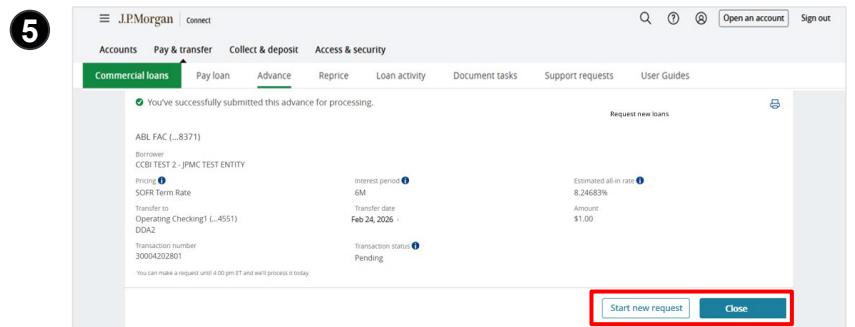 5
J.P.Morgan | Connect
Open an account
Sign out
Accounts Pay & transfer Collect & deposit Access & security
Commercial loans Pay loan Advance Reprice Loan activity Document tasks Support requests User Guides
You've successfully submitted this advance for processing.
Request new loans
ABL FAC (...8371)
Borrower
CCBI TEST 2 - JPMC TEST ENTITY
Pricing Interest period Estimated all-in rate
SOFR Term Rate 6M 8.24683%
Transfer to Transfer date Amount
Operating Checking1 (...4551) Feb 24, 2026 $1.00
DDA2
Transaction number Transaction status
30004202801 Pending
You can make a request until 4:00 pm ET and we'll process it today.
Start new request Close